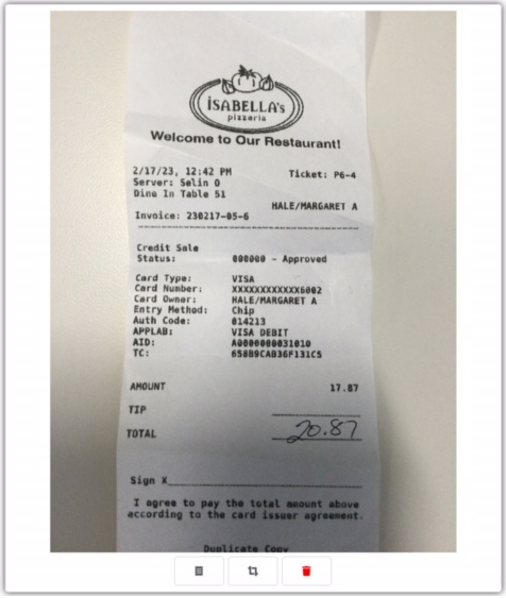 İSABELLA's
pizzeria
Welcome to Our Restaurant!
2/17/23, 12:42 PM Ticket: P6-4
Server: Selin O
Dine In Table 51
HALE/MARGARET A
Invoice: 230217-05-6
Credit Sale
Status: 000000 - Approved
Card Type: VISA
Card Number: XXXXXXXXXXXX6002
Card Owner: HALE/MARGARET A
Entry Method: Chip
Auth Code: 014213
APPLAB: VISA DEBIT
AID: A0000000031010
TC: 658B9CAB36F131C5
AMOUNT 17.87
TIP
TOTAL 20.87
Sign X
I agree to pay the total amount above
according to the card issuer agreement.
Duplicate Copy